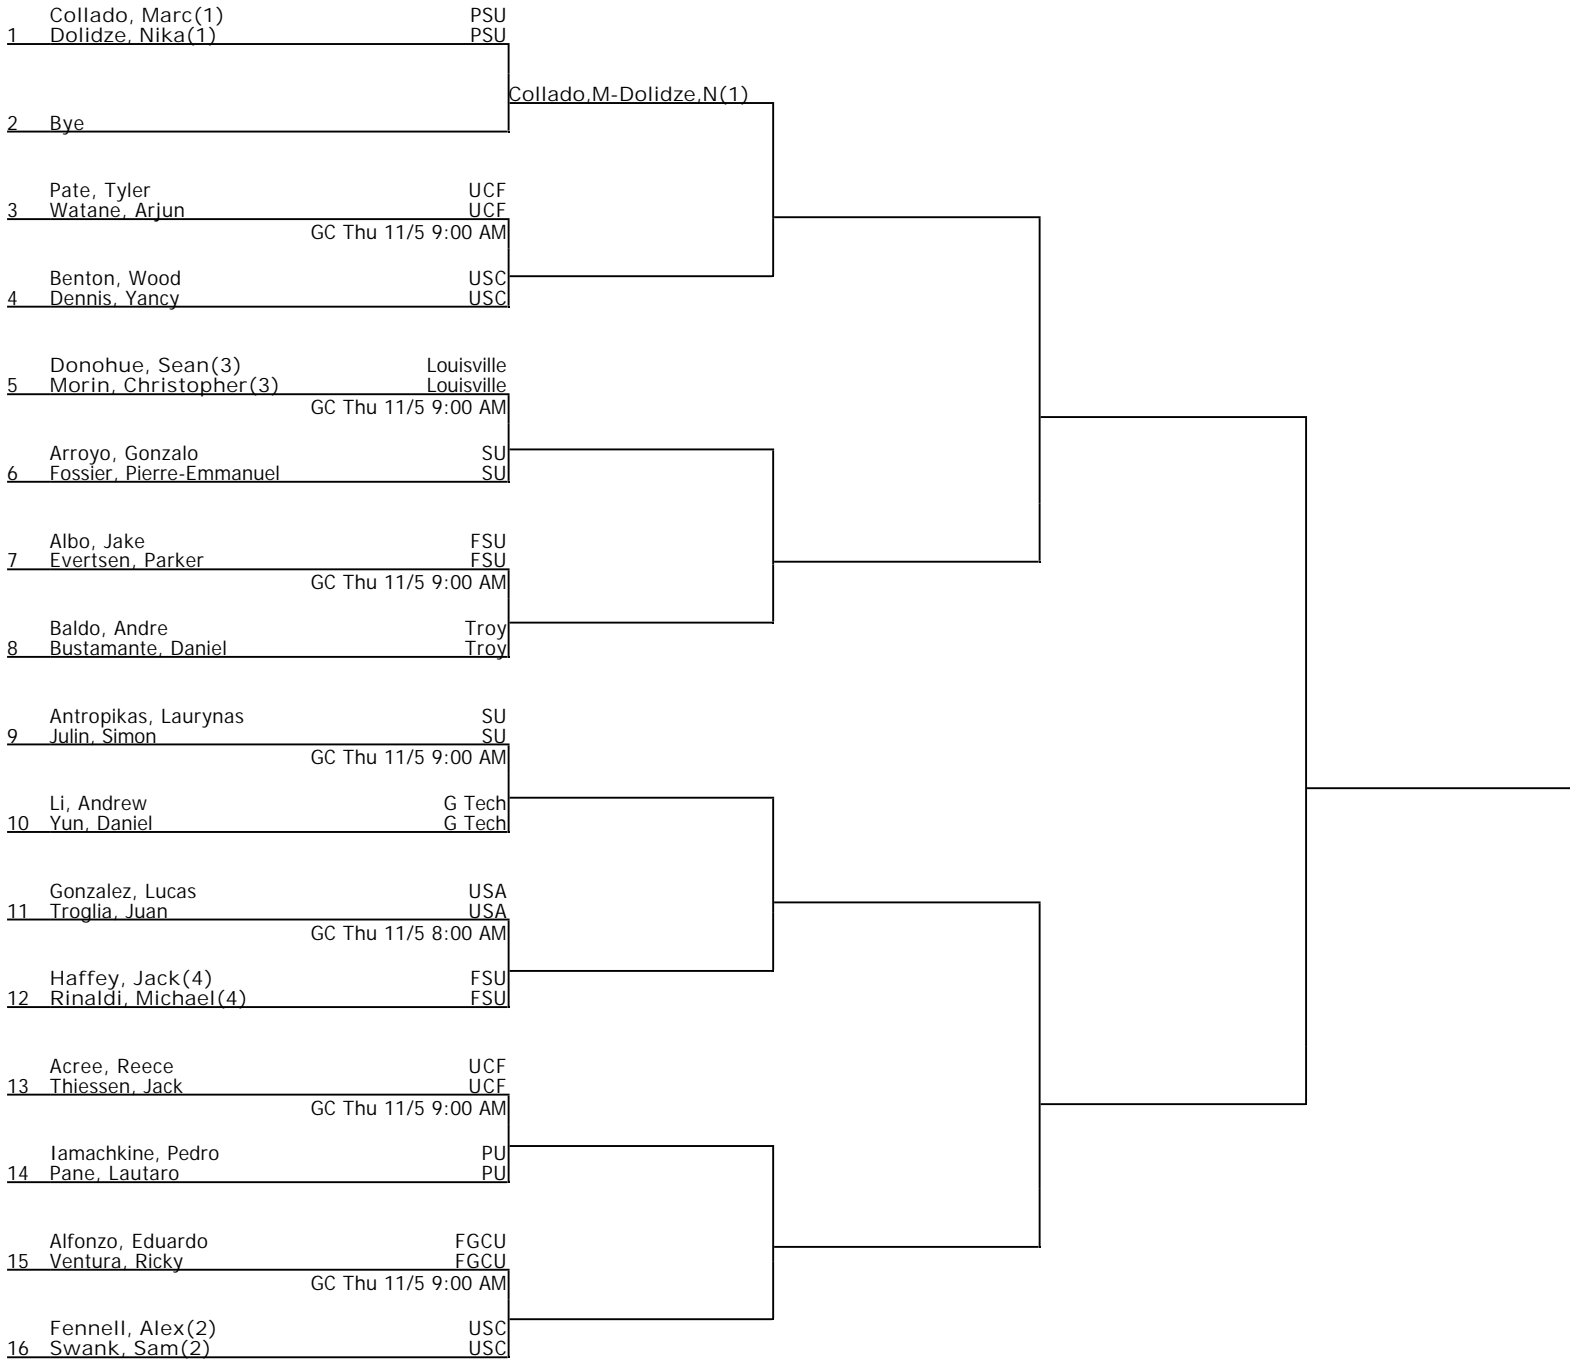 Collado, Marc(1) PSU
1 Dolidze, Nika(1) PSU
Collado,M-Dolidze,N(1)
2 Bye
Pate, Tyler UCF
3 Watane, Arjun UCF
GC Thu 11/5 9:00 AM
Benton, Wood USC
4 Dennis, Yancy USC
Donohue, Sean(3) Louisville
5 Morin, Christopher(3) Louisville
GC Thu 11/5 9:00 AM
Arroyo, Gonzalo SU
6 Fossier, Pierre-Emmanuel SU
Albo, Jake FSU
7 Evertsen, Parker FSU
GC Thu 11/5 9:00 AM
Baldo, Andre Troy
8 Bustamante, Daniel Troy
Antropikas, Laurynas SU
9 Julin, Simon SU
GC Thu 11/5 9:00 AM
Li, Andrew G Tech
10 Yun, Daniel G Tech
Gonzalez, Lucas USA
11 Troglia, Juan USA
GC Thu 11/5 8:00 AM
Haffey, Jack(4) FSU
12 Rinaldi, Michael(4) FSU
Acree, Reece UCF
13 Thiessen, Jack UCF
GC Thu 11/5 9:00 AM
Iamachkine, Pedro PU
14 Pane, Lautaro PU
Alfonzo, Eduardo FGCU
15 Ventura, Ricky FGCU
GC Thu 11/5 9:00 AM
Fennell, Alex(2) USC
16 Swank, Sam(2) USC